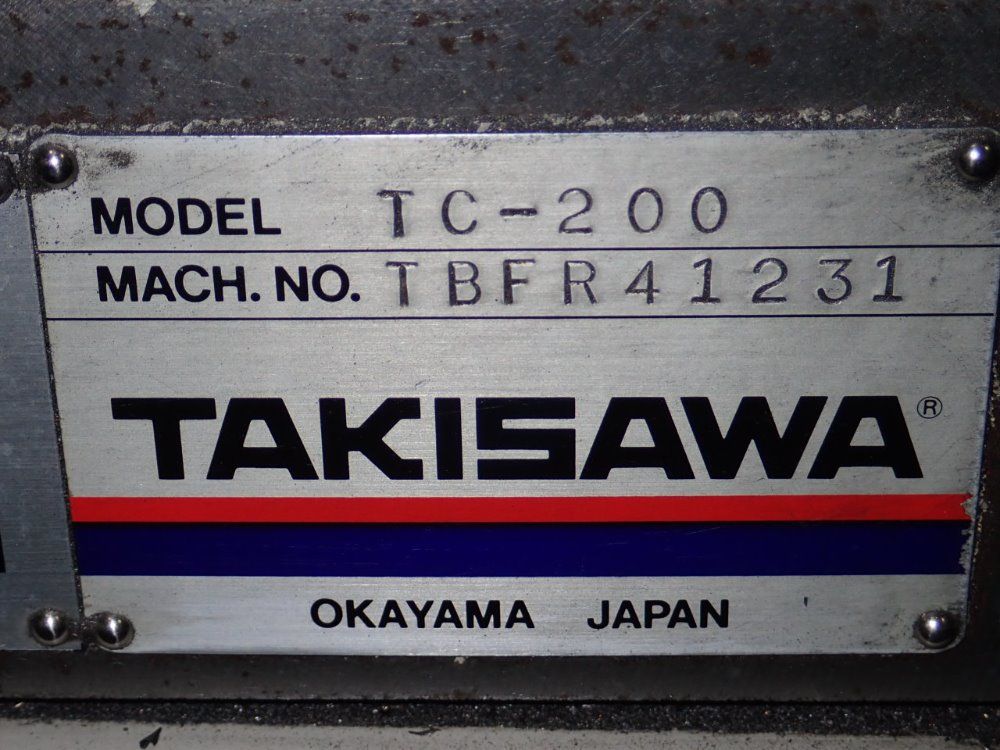 MODEL TC-200
MACH. NO. TBFR41231
TAKISAWA®
OKAYAMA JAPAN